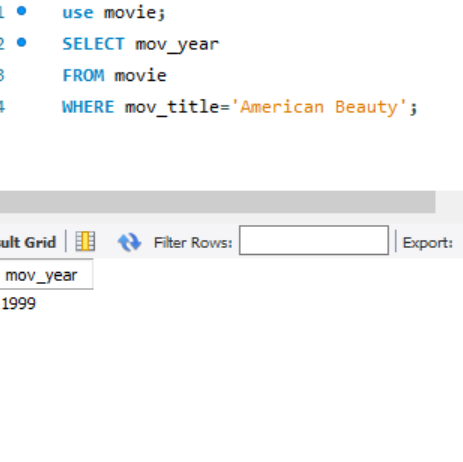 1 use movie;
2 SELECT mov_year
3 FROM movie
4 WHERE mov_title='American Beauty';
Grid Filter Rows: Export:
mov_year
1999